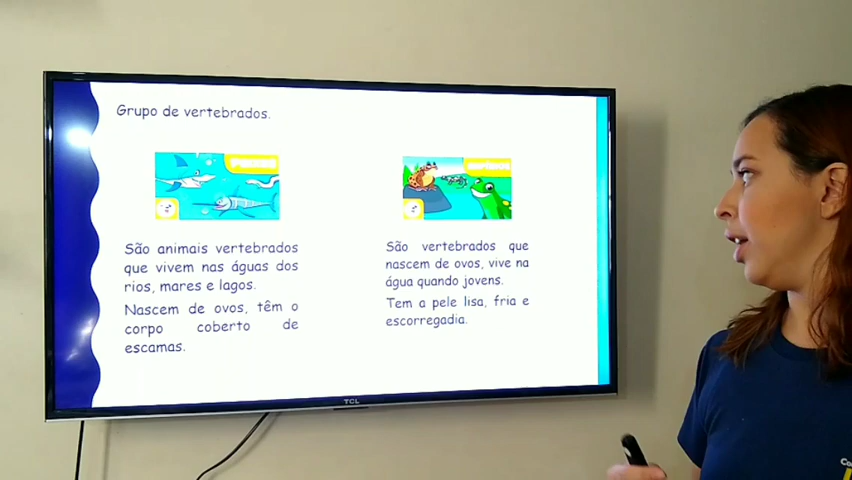 Grupo de vertebrados.
PEIXES
São animais vertebrados
que vivem nas águas dos
rios, mares e lagos.
Nascem de ovos, têm o
corpo coberto de
escamas.
São vertebrados que
nascem de ovos, vive na
água quando jovens.
Tem a pele lisa, fria e
escorregadia.
TCL